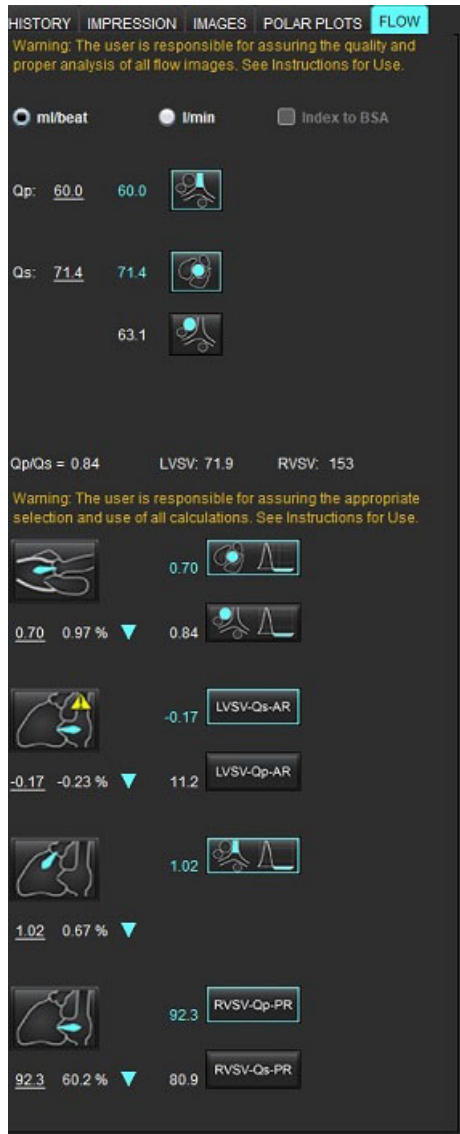 HISTORY IMPRESSION IMAGES POLAR PLOTS FLOW
Warning: The user is responsible for assuring the quality and
proper analysis of all flow images. See Instructions for Use.
ml/beat l/min Index to BSA
Qp: 60.0 60.0
Qs: 71.4 71.4
63.1
Qp/Qs = 0.84 LVSV: 71.9 RVSV: 153
Warning: The user is responsible for assuring the appropriate
selection and use of all calculations. See Instructions for Use.
0.70
0.70 0.97 % 0.84
-0.17 LVSV-Qs-AR
-0.17 -0.23 % 11.2 LVSV-Qp-AR
1.02
1.02 0.67 %
92.3 RVSV-Qp-PR
92.3 60.2 % 80.9 RVSV-Qs-PR